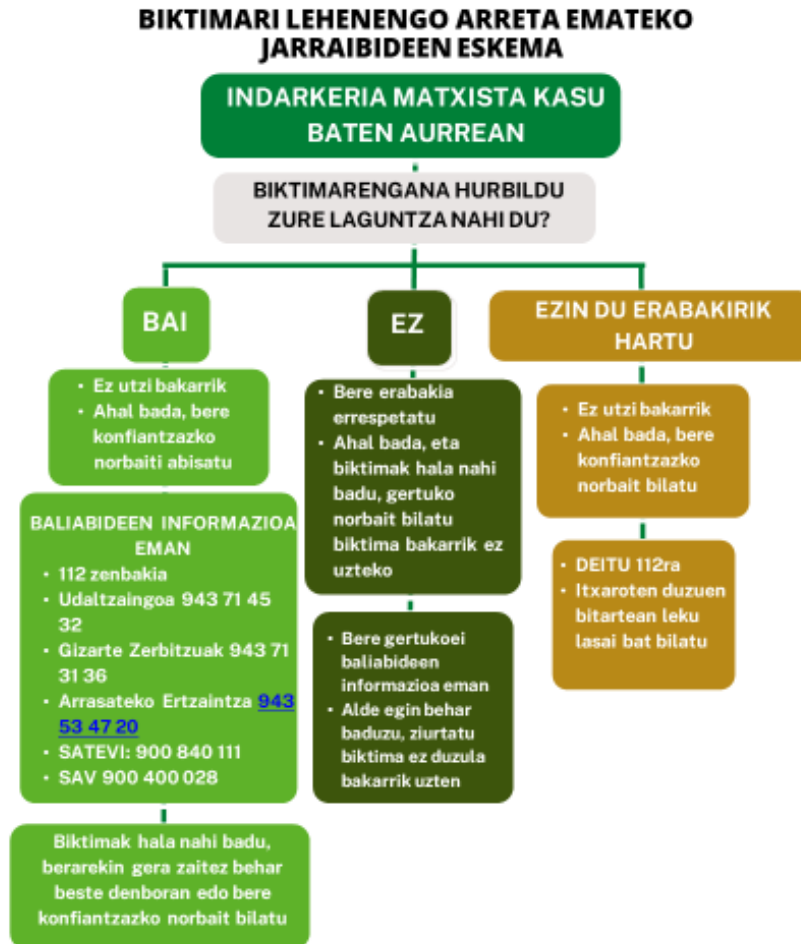 BIKTIMARI LEHENENGO ARRETA EMATEKO
JARRAIBIDEEN ESKEMA
INDARKERIA MATXISTA KASU
BATEN AURREAN
BIKTIMARENGANA HURBILDU
ZURE LAGUNTZA NAHI DU?
BAI
• Ez utzi bakarrik
• Ahal bada, bere
konfiantzazko
norbaiti abisatu
BALIABIDEEN INFORMAZIOA
EMAN
• 112 zenbakia
• Udaltzaingoa 943 71 45
32
• Gizarte Zerbitzuak 943 71
31 36
• Arrasateko Ertzaintza 943
53 47 20
• SATEVI: 900 840 111
• SAV 900 400 028
Biktimak hala nahi badu,
berarekin gera zaitez behar
beste denboran edo bere
konfiantzazko norbait bilatu
EZ
• Bere erabakia
errespetatu
• Ahal bada, eta
biktimak hala nahi
badu, gertuko
norbait bilatu
biktima bakarrik ez
uzteko
• Bere gertukoei
baliabideen
informazioa eman
• Alde egin behar
baduzu, ziurtatu
biktima ez duzula
bakarrik uzten
EZIN DU ERABAKIRIK
HARTU
• Ez utzi bakarrik
• Ahal bada, bere
konfiantzazko
norbait bilatu
• DEITU 112ra
• Itxaroten duzuen
bitartean leku
lasai bat bilatu